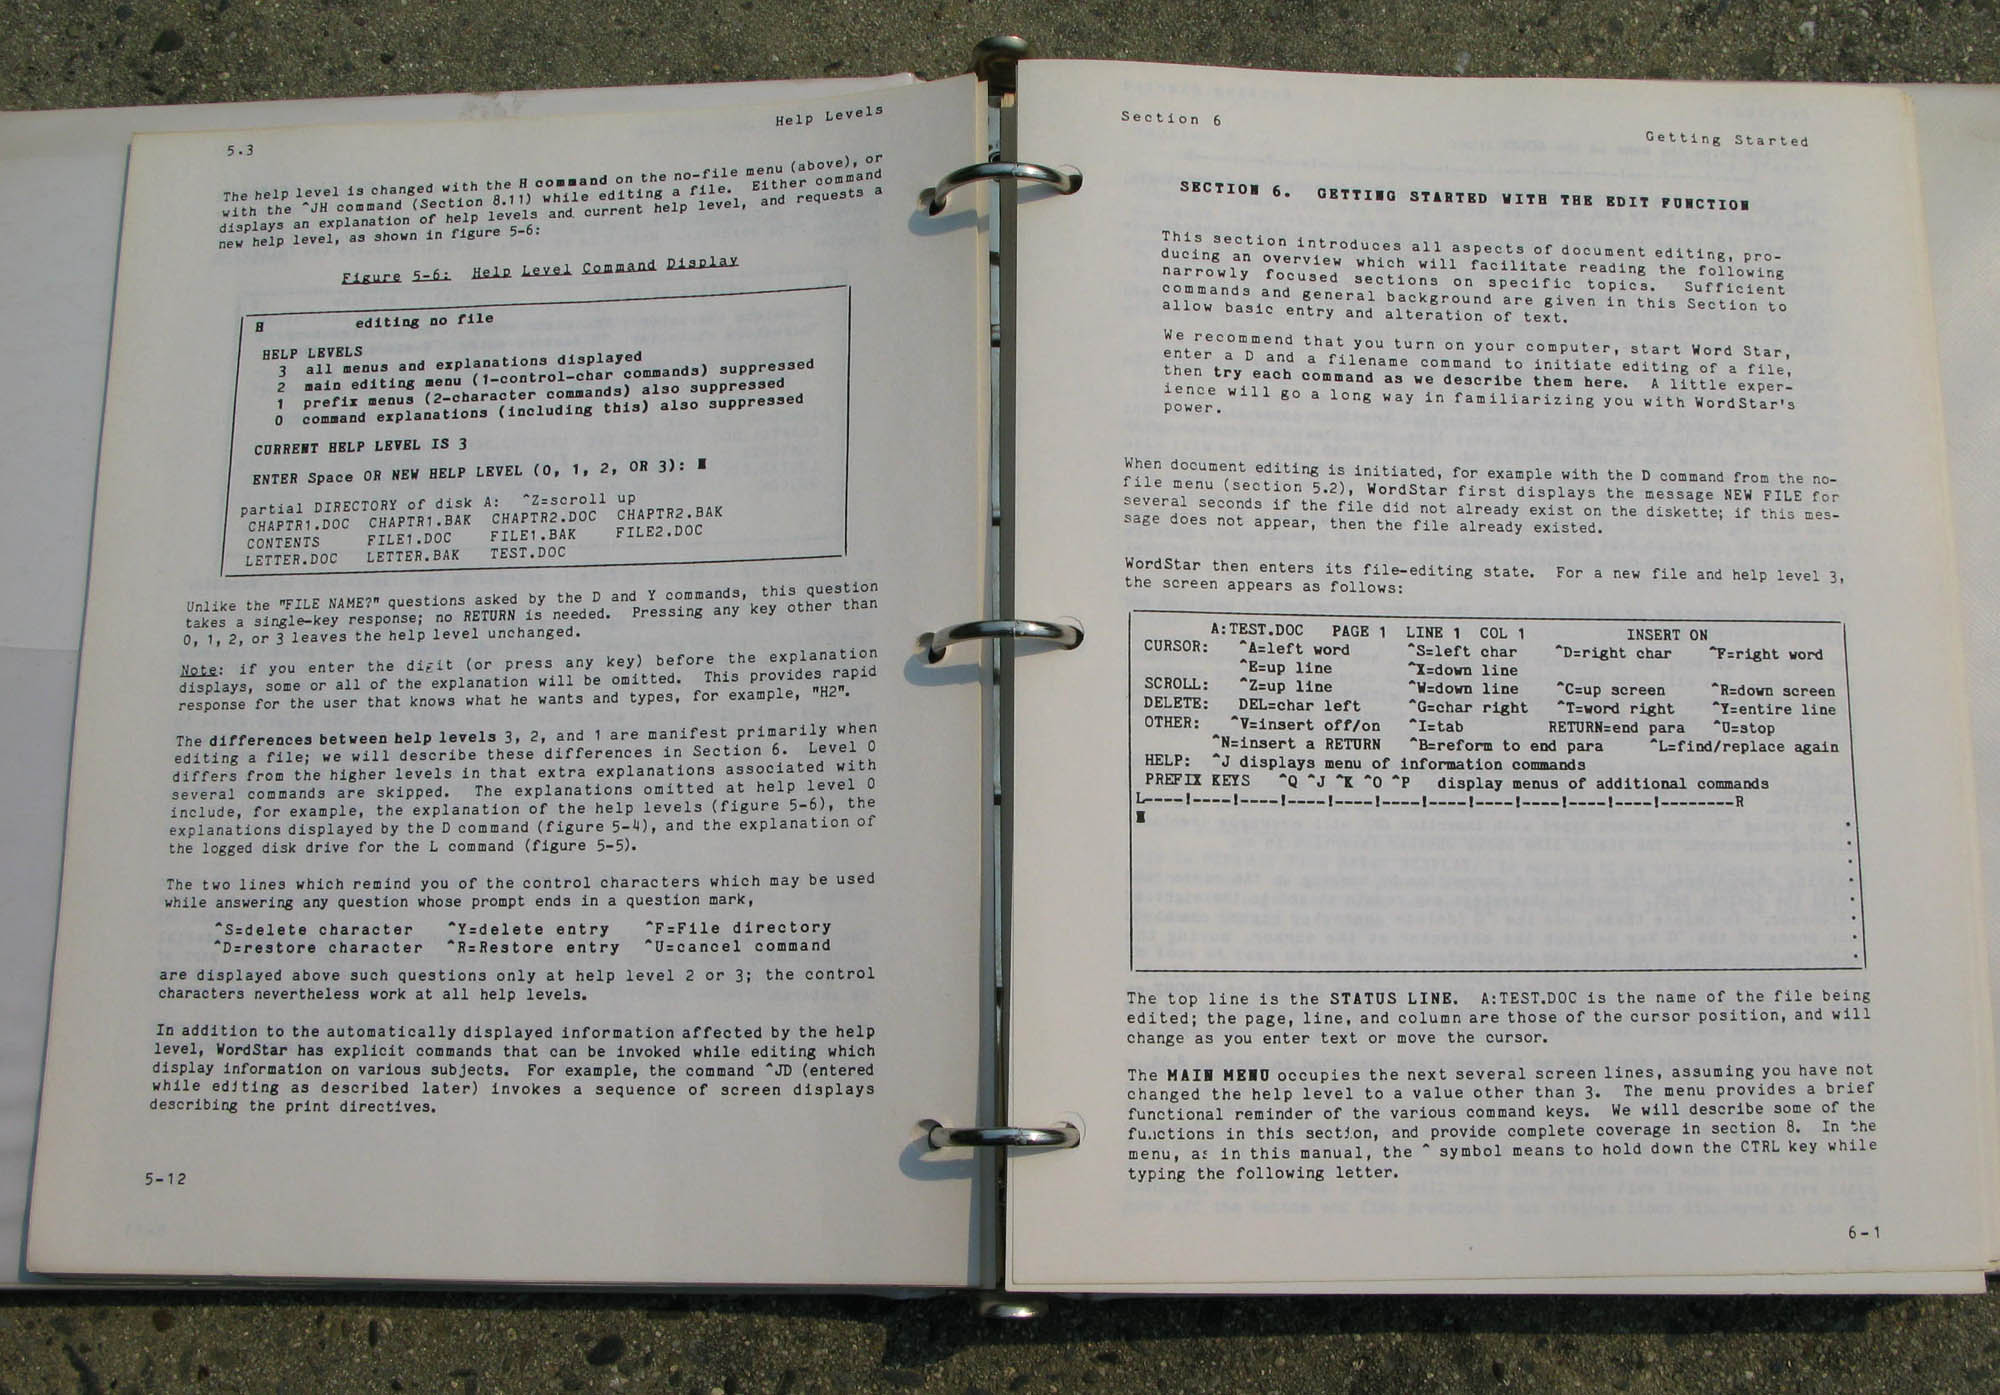 5.3 Help Levels
The help level is changed with the H command on the no-file menu (above), or
with the ^JH command (Section 8.11) while editing a file. Either command
displays an explanation of help levels and current help level, and requests a
new help level, as shown in figure 5-6:
Figure 5-6: Help Level Command Display
H editing no file
HELP LEVELS
3 all menus and explanations displayed
2 main editing menu (1-control-char commands) suppressed
1 prefix menus (2-character commands) also suppressed
0 command explanations (including this) also suppressed
CURRENT HELP LEVEL IS 3
ENTER Space OR NEW HELP LEVEL (0, 1, 2, OR 3): ■
partial DIRECTORY of disk A: ^Z=scroll up
CHAPTR1.DOC CHAPTR1.BAK CHAPTR2.DOC CHAPTR2.BAK
CONTENTS FILE1.DOC FILE1.BAK FILE2.DOC
LETTER.DOC LETTER.BAK TEST.DOC
Unlike the "FILE NAME?" questions asked by the D and Y commands, this question
takes a single-key response; no RETURN is needed. Pressing any key other than
0, 1, 2, or 3 leaves the help level unchanged.
Note: if you enter the digit (or press any key) before the explanation
displays, some or all of the explanation will be omitted. This provides rapid
response for the user that knows what he wants and types, for example, "H2".
The differences between help levels 3, 2, and 1 are manifest primarily when
editing a file; we will describe these differences in Section 6. Level 0
differs from the higher levels in that extra explanations associated with
several commands are skipped. The explanations omitted at help level 0
include, for example, the explanation of the help levels (figure 5-6), the
explanations displayed by the D command (figure 5-4), and the explanation of
the logged disk drive for the L command (figure 5-5).
The two lines which remind you of the control characters which may be used
while answering any question whose prompt ends in a question mark,
^S=delete character ^Y=delete entry ^F=File directory
^D=restore character ^R=Restore entry ^U=cancel command
are displayed above such questions only at help level 2 or 3; the control
characters nevertheless work at all help levels.
In addition to the automatically displayed information affected by the help
level, WordStar has explicit commands that can be invoked while editing which
display information on various subjects. For example, the command ^JD (entered
while editing as described later) invokes a sequence of screen displays
describing the print directives.
5-12
Section 6 Getting Started
SECTION 6. GETTING STARTED WITH THE EDIT FUNCTION
This section introduces all aspects of document editing, pro-
ducing an overview which will facilitate reading the following
narrowly focused sections on specific topics. Sufficient
commands and general background are given in this Section to
allow basic entry and alteration of text.
We recommend that you turn on your computer, start Word Star,
enter a D and a filename command to initiate editing of a file,
then try each command as we describe them here. A little exper-
ience will go a long way in familiarizing you with WordStar's
power.
When document editing is initiated, for example with the D command from the no-
file menu (section 5.2), WordStar first displays the message NEW FILE for
several seconds if the file did not already exist on the diskette; if this mes-
sage does not appear, then the file already existed.
WordStar then enters its file-editing state. For a new file and help level 3,
the screen appears as follows:
A:TEST.DOC PAGE 1 LINE 1 COL 1 INSERT ON
CURSOR: ^A=left word ^S=left char ^D=right char ^F=right word
^E=up line ^X=down line
SCROLL: ^Z=up line ^W=down line ^C=up screen ^R=down screen
DELETE: DEL=char left ^G=char right ^T=word right ^Y=entire line
OTHER: ^V=insert off/on ^I=tab RETURN=end para ^U=stop
^N=insert a RETURN ^B=reform to end para ^L=find/replace again
HELP: ^J displays menu of information commands
PREFIX KEYS ^Q ^J ^K ^O ^P display menus of additional commands
L----!----!----!----!----!----!----!----!----!----!----!--------R
The top line is the STATUS LINE. A:TEST.DOC is the name of the file being
edited; the page, line, and column are those of the cursor position, and will
change as you enter text or move the cursor.
The MAIN MENU occupies the next several screen lines, assuming you have not
changed the help level to a value other than 3. The menu provides a brief
functional reminder of the various command keys. We will describe some of the
functions in this section, and provide complete coverage in section 8. In the
menu, as in this manual, the ^ symbol means to hold down the CTRL key while
typing the following letter.
6-1